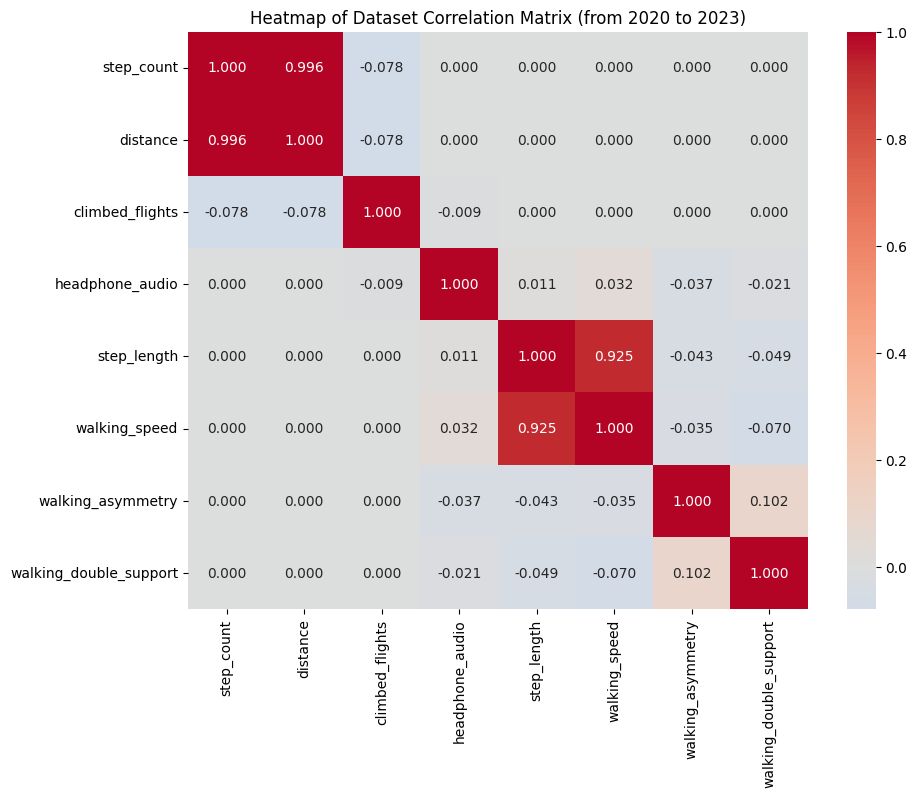 Heatmap of Dataset Correlation Matrix (from 2020 to 2023)
step_count 1.000 0.996 -0.078 0.000 0.000 0.000 0.000 0.000
distance 0.996 1.000 -0.078 0.000 0.000 0.000 0.000 0.000
climbed_flights -0.078 -0.078 1.000 -0.009 0.000 0.000 0.000 0.000
headphone_audio 0.000 0.000 -0.009 1.000 0.011 0.032 -0.037 -0.021
step_length 0.000 0.000 0.000 0.011 1.000 0.925 -0.043 -0.049
walking_speed 0.000 0.000 0.000 0.032 0.925 1.000 -0.035 -0.070
walking_asymmetry 0.000 0.000 0.000 -0.037 -0.043 -0.035 1.000 0.102
walking_double_support 0.000 0.000 0.000 -0.021 -0.049 -0.070 0.102 1.000
step_count
distance
climbed_flights
headphone_audio
step_length
walking_speed
walking_asymmetry
walking_double_support
1.0
0.8
0.6
0.4
0.2
0.0